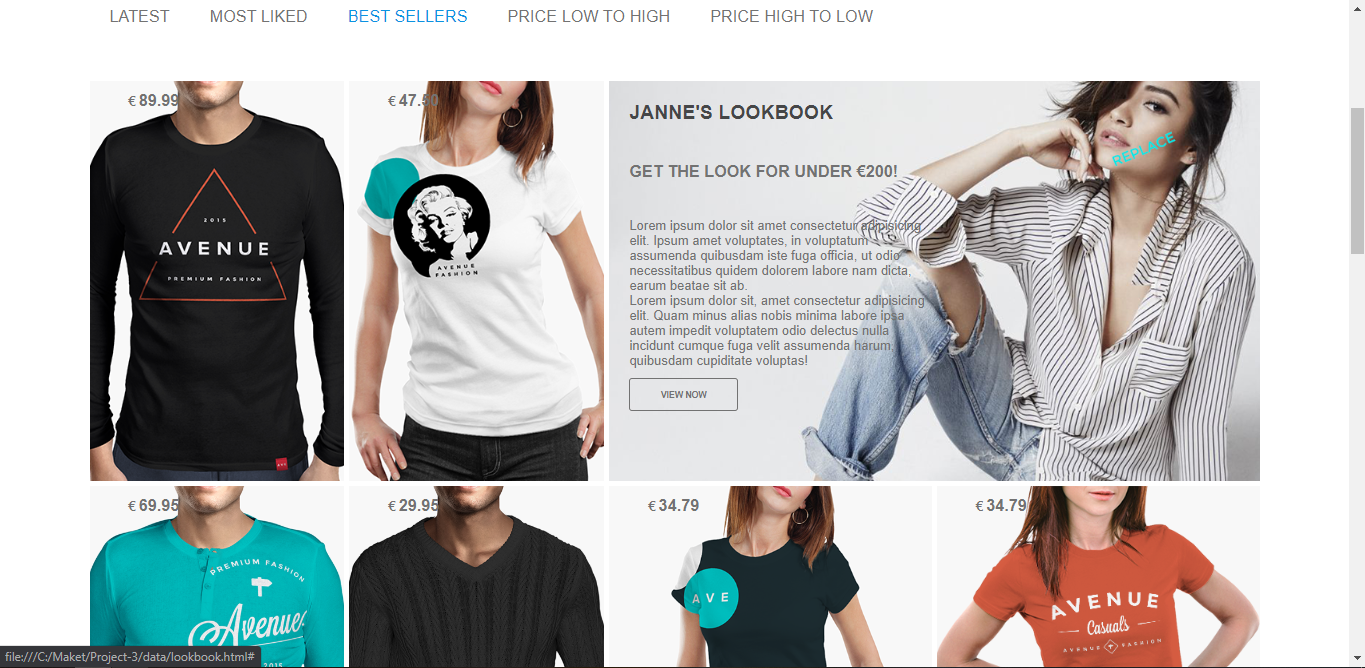 LATEST MOST LIKED BEST SELLERS PRICE LOW TO HIGH PRICE HIGH TO LOW
€ 89.99
2015
AVENUE
PREMIUM FASHION
€ 47.50
AVENUE
FASHION
JANNE'S LOOKBOOK
REPLACE
GET THE LOOK FOR UNDER €200!
Lorem ipsum dolor sit amet consectetur adipisicing
elit. Ipsum amet voluptates, in voluptatum
assumenda quibusdam iste fuga officia, ut odio
necessitatibus quidem dolorem labore nam dicta,
earum beatae sit ab.
Lorem ipsum dolor sit, amet consectetur adipisicing
elit. Quam minus alias nobis minima labore ipsa
autem impedit voluptatem odio delectus nulla
incidunt cumque fuga velit assumenda harum,
quibusdam cupiditate voluptas!
VIEW NOW
€ 69.95
PREMIUM FASHION
Avenue
2015
€ 29.95
€ 34.79
AVE
€ 34.79
AVENUE
Casuals
AVENUE FASHION
file:///C:/Maket/Project-3/data/lookbook.html#